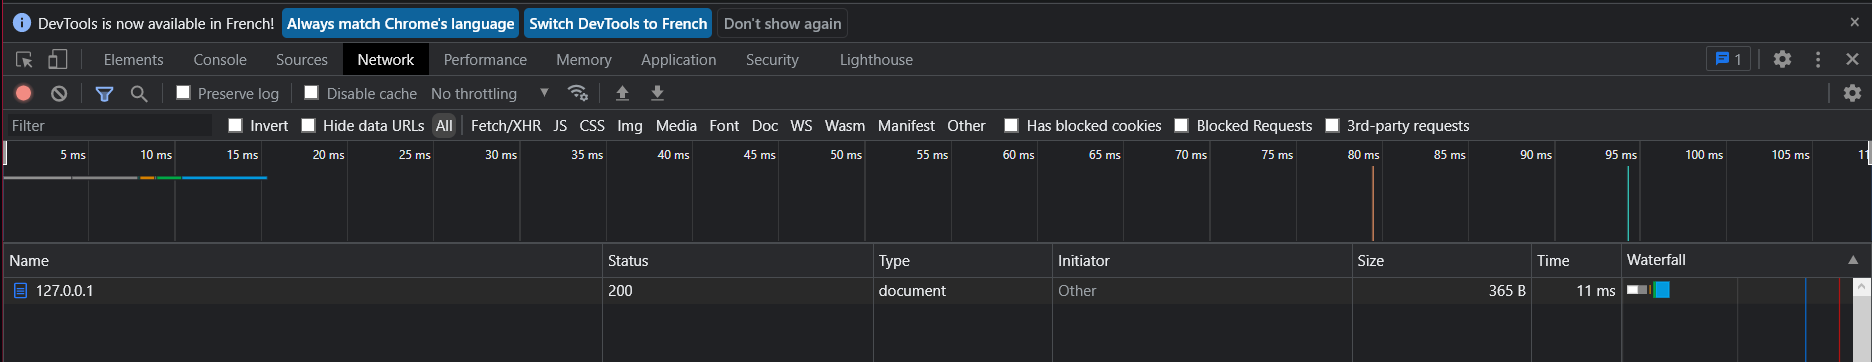 DevTools is now available in French! Always match Chrome's language Switch DevTools to French Don't show again
Elements Console Sources Network Performance Memory Application Security Lighthouse 1
Preserve log Disable cache No throttling
Filter Invert Hide data URLs All Fetch/XHR JS CSS Img Media Font Doc WS Wasm Manifest Other Has blocked cookies Blocked Requests 3rd-party requests
5 ms 10 ms 15 ms 20 ms 25 ms 30 ms 35 ms 40 ms 45 ms 50 ms 55 ms 60 ms 65 ms 70 ms 75 ms 80 ms 85 ms 90 ms 95 ms 100 ms 105 ms
Name Status Type Initiator Size Time Waterfall
127.0.0.1 200 document Other 365 B 11 ms